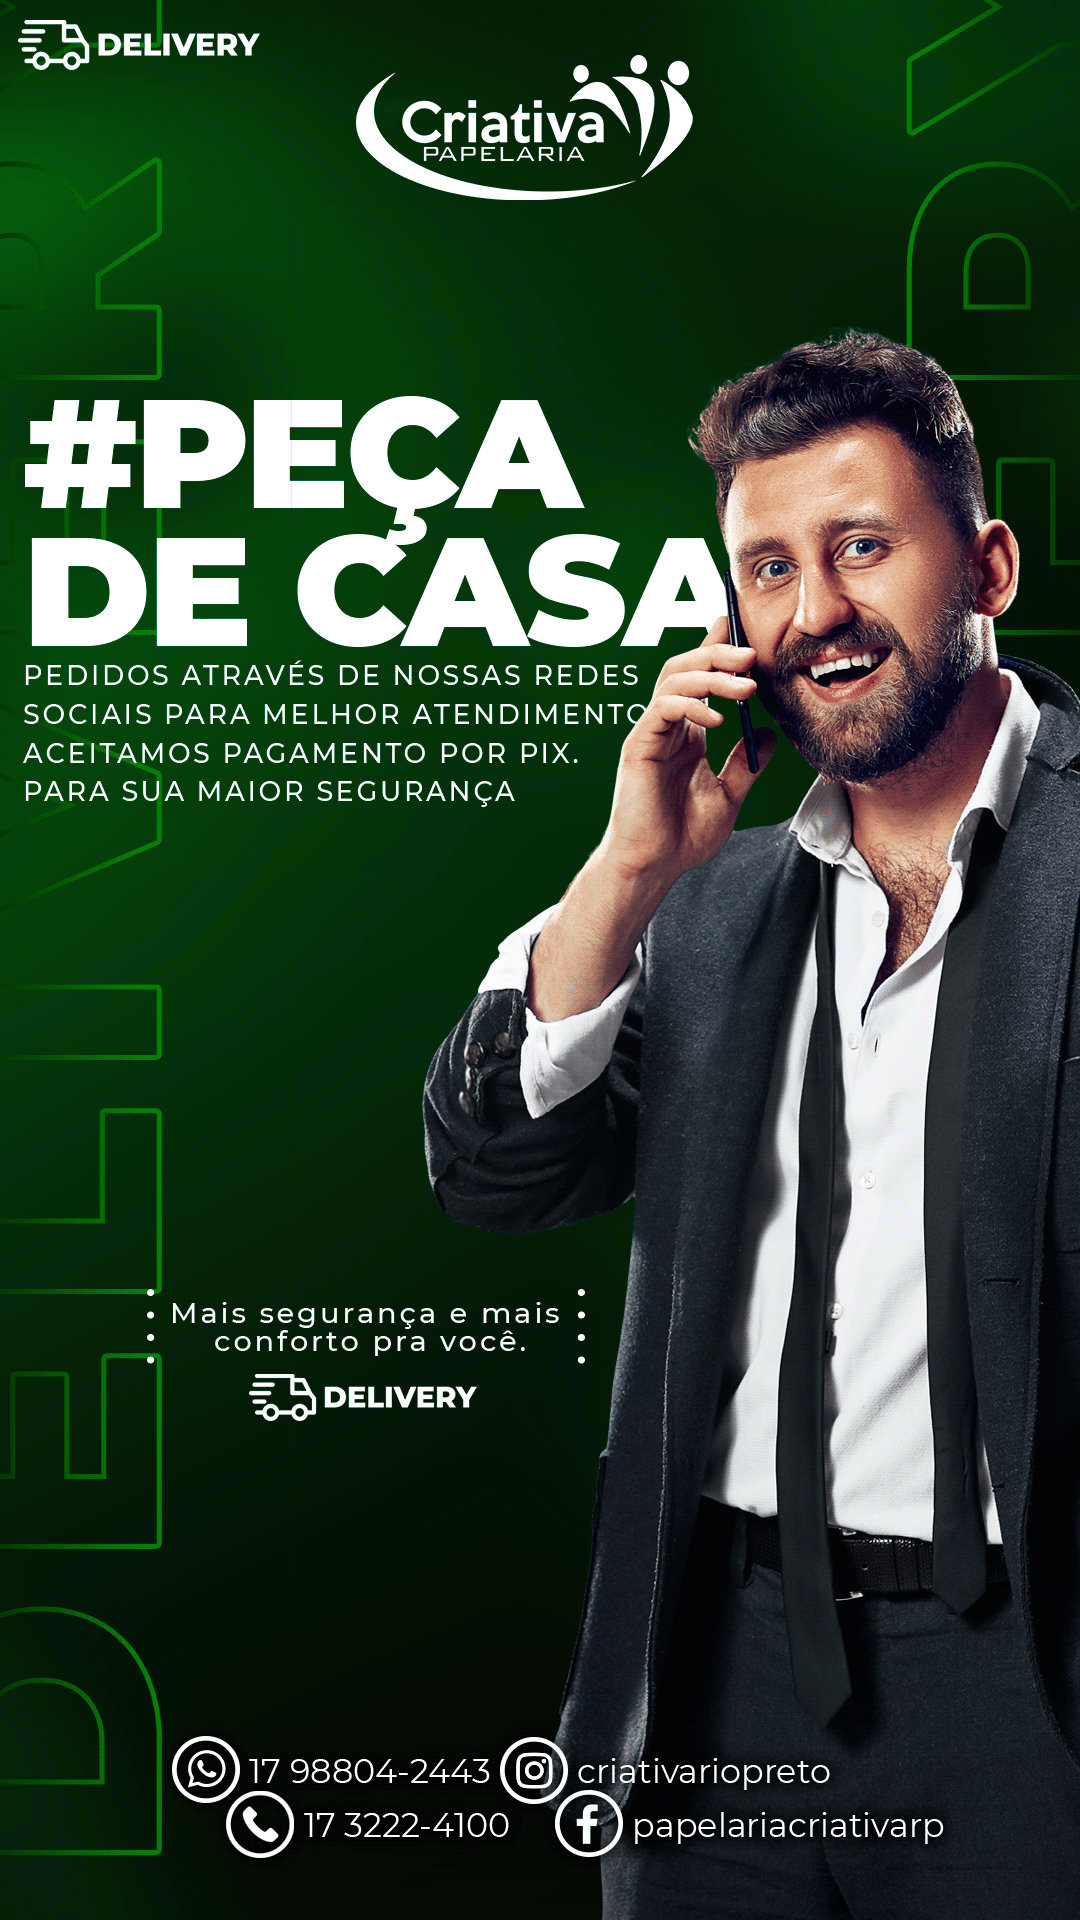 DELIVERY
Criativa
PAPELARIA
#PEÇA
DE CASA
PEDIDOS ATRAVÉS DE NOSSAS REDES
SOCIAIS PARA MELHOR ATENDIMENTO
ACEITAMOS PAGAMENTO POR PIX.
PARA SUA MAIOR SEGURANÇA
Mais segurança e mais
conforto pra você.
DELIVERY
17 98804-2443 criativariopreto
17 3222-4100 papelariacriativarp
DELIVER